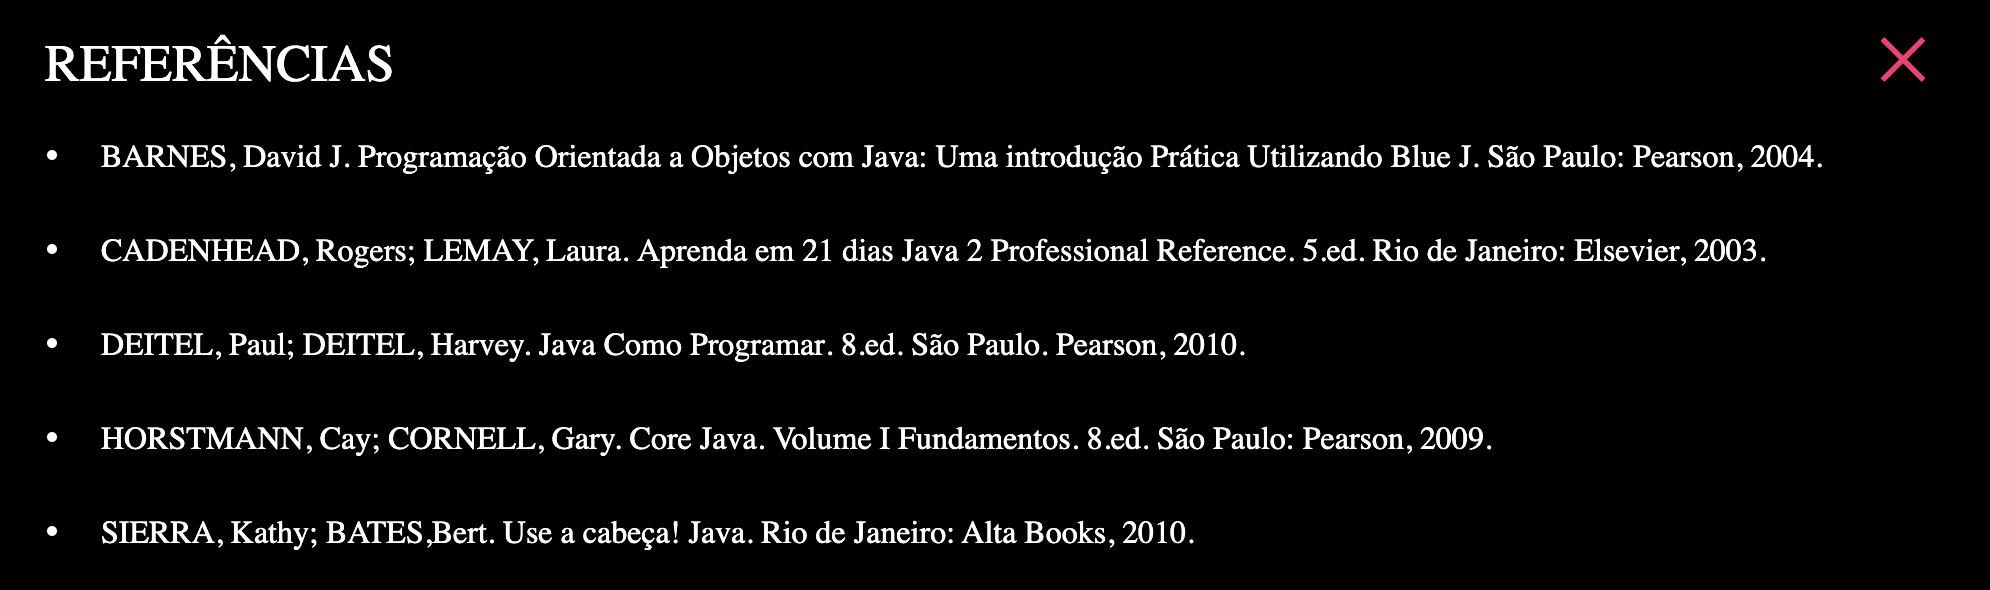 REFERÊNCIAS
• BARNES, David J. Programação Orientada a Objetos com Java: Uma introdução Prática Utilizando Blue J. São Paulo: Pearson, 2004.
• CADENHEAD, Rogers; LEMAY, Laura. Aprenda em 21 dias Java 2 Professional Reference. 5.ed. Rio de Janeiro: Elsevier, 2003.
• DEITEL, Paul; DEITEL, Harvey. Java Como Programar. 8.ed. São Paulo. Pearson, 2010.
• HORSTMANN, Cay; CORNELL, Gary. Core Java. Volume I Fundamentos. 8.ed. São Paulo: Pearson, 2009.
• SIERRA, Kathy; BATES,Bert. Use a cabeça! Java. Rio de Janeiro: Alta Books, 2010.